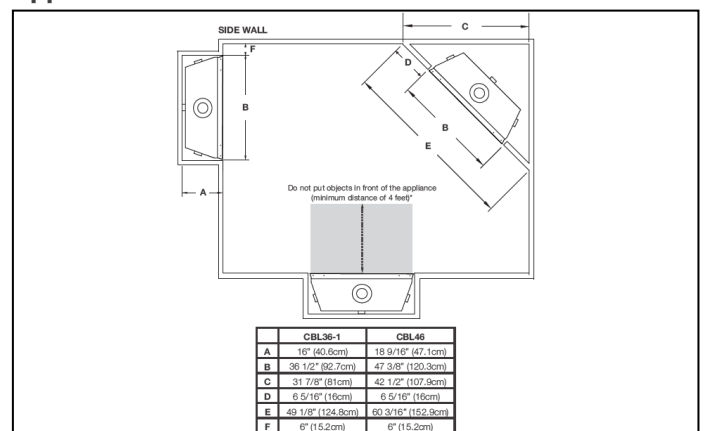 SIDE WALL
C
F
D
B
B
E
A
Do not put objects in front of the appliance
(minimum distance of 4 feet)*
CBL36-1 CBL46
A 16" (40.6cm) 18 9/16" (47.1cm)
B 36 1/2" (92.7cm) 47 3/8" (120.3cm)
C 31 7/8" (81cm) 42 1/2" (107.9cm)
D 6 5/16" (16cm) 6 5/16" (16cm)
E 49 1/8" (124.8cm) 60 3/16" (152.9cm)
F 6" (15.2cm) 6" (15.2cm)